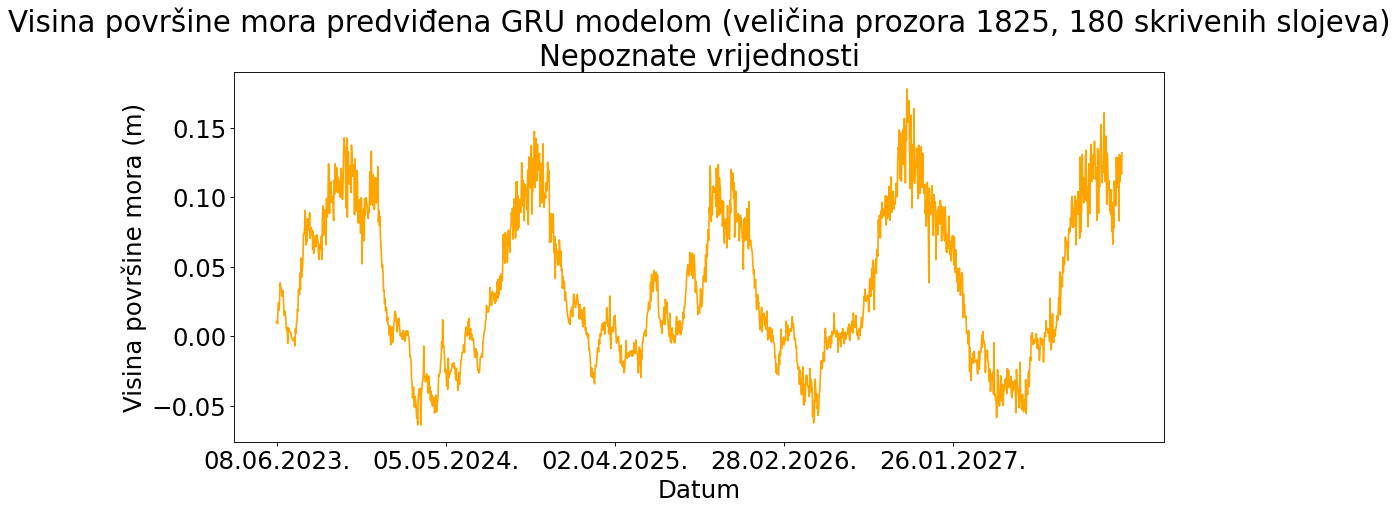 Visina površine mora predviđena GRU modelom (veličina prozora 1825, 180 skrivenih slojeva)
Nepoznate vrijednosti
Visina površine mora (m)
0.15
0.10
0.05
0.00
−0.05
08.06.2023. 05.05.2024. 02.04.2025. 28.02.2026. 26.01.2027.
Datum